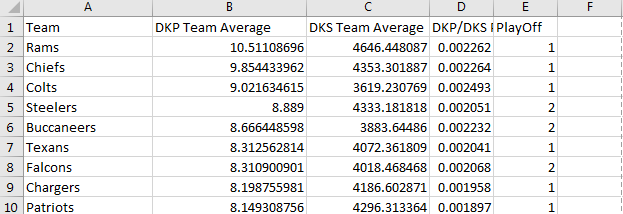 A B C D E F
1 Team DKP Team Average DKS Team Average DKP/DKS PlayOff
2 Rams 10.51108696 4646.448087 0.002262 1
3 Chiefs 9.854433962 4353.301887 0.002264 1
4 Colts 9.021634615 3619.230769 0.002493 1
5 Steelers 8.889 4333.181818 0.002051 2
6 Buccaneers 8.666448598 3883.64486 0.002232 2
7 Texans 8.312562814 4072.361809 0.002041 1
8 Falcons 8.310900901 4018.468468 0.002068 2
9 Chargers 8.198755981 4186.602871 0.001958 1
10 Patriots 8.149308756 4296.313364 0.001897 1